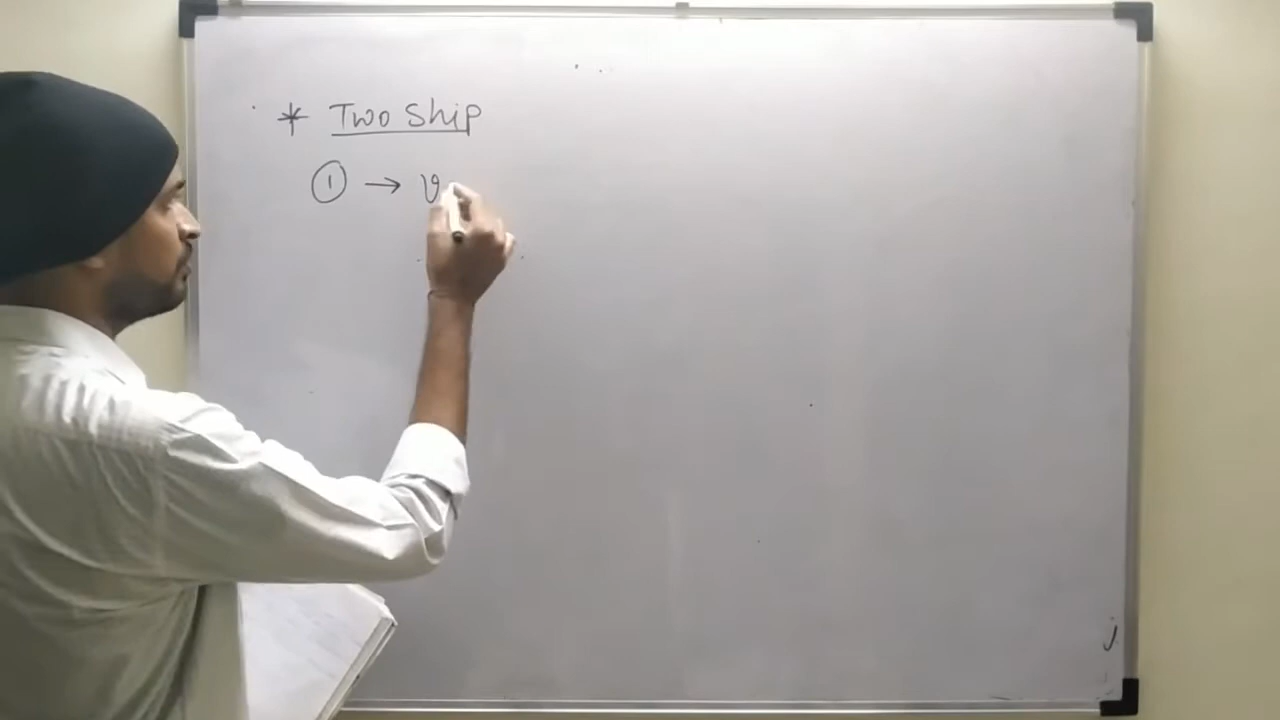 * Two Ship
① → v